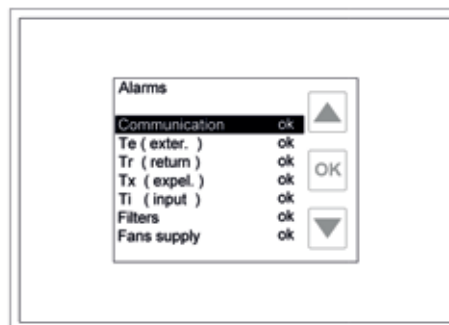 Alarms
Communication ok
Te ( exter. ) ok
Tr ( return ) ok
OK
Tx ( expel. ) ok
Ti ( input ) ok
Filters ok
Fans supply ok